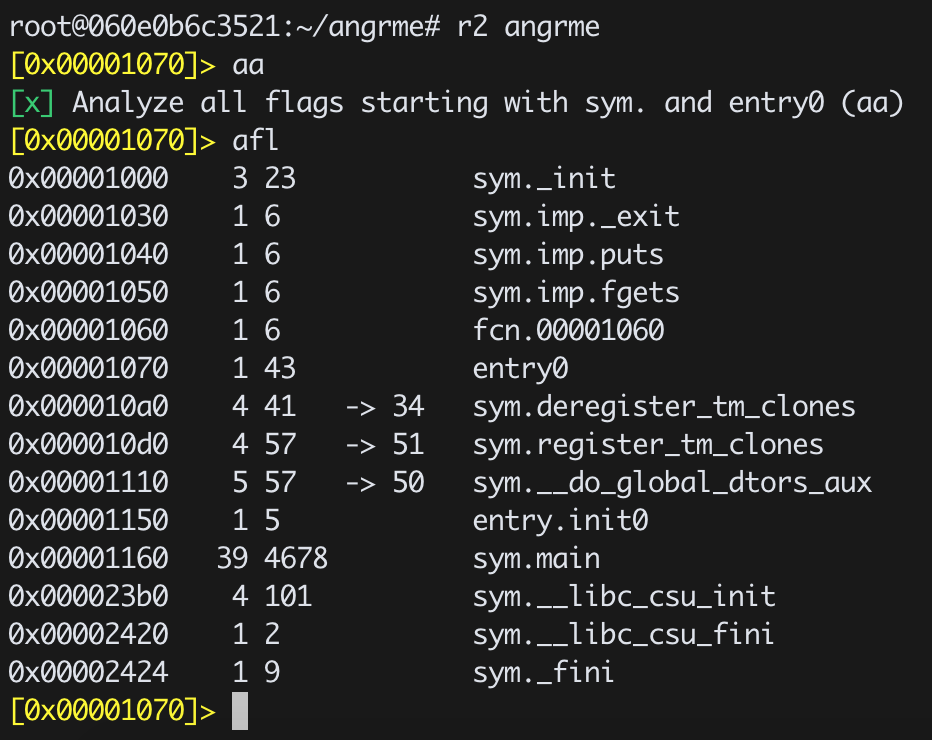 root@060e0b6c3521:~/angrme# r2 angrme
[0x00001070]> aa
[x] Analyze all flags starting with sym. and entry0 (aa)
[0x00001070]> afl
0x00001000    3 23           sym._init
0x00001030    1 6            sym.imp._exit
0x00001040    1 6            sym.imp.puts
0x00001050    1 6            sym.imp.fgets
0x00001060    1 6            fcn.00001060
0x00001070    1 43           entry0
0x000010a0    4 41   -> 34   sym.deregister_tm_clones
0x000010d0    4 57   -> 51   sym.register_tm_clones
0x00001110    5 57   -> 50   sym.__do_global_dtors_aux
0x00001150    1 5            entry.init0
0x00001160   39 4678         sym.main
0x000023b0    4 101          sym.__libc_csu_init
0x00002420    1 2            sym.__libc_csu_fini
0x00002424    1 9            sym._fini
[0x00001070]>